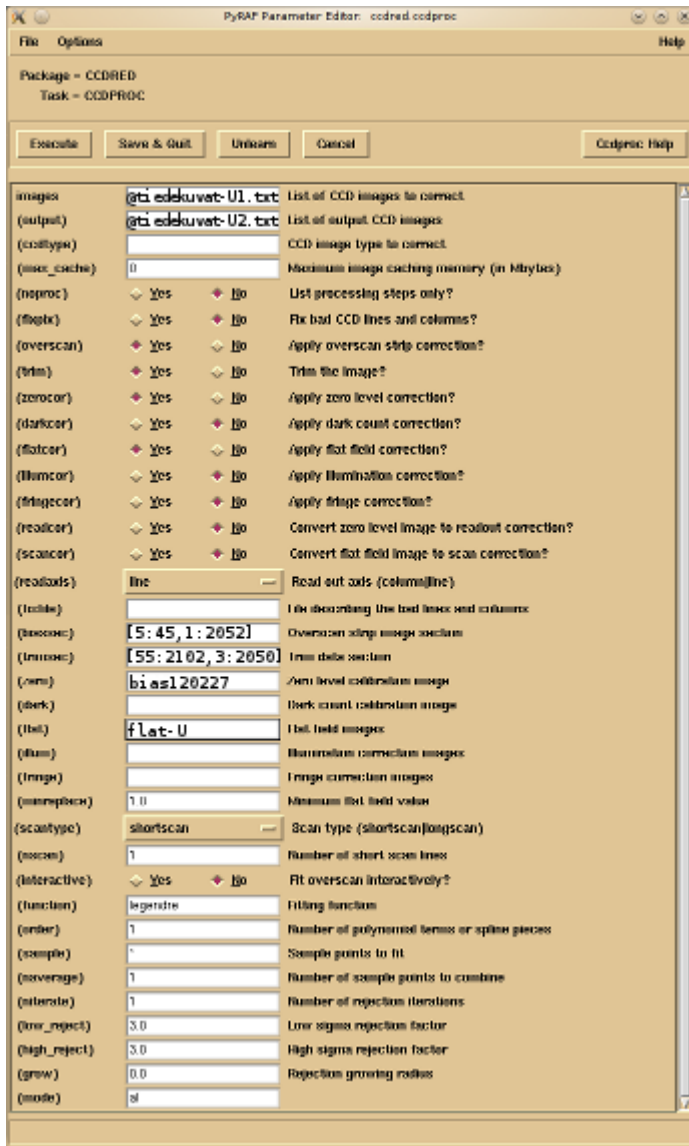 PyRAF Parameter Editor: ccdred.ccdproc
File Options Help
Package = CCDRED
Task = CCDPROC
Execute Save & Quit Unlearn Cancel Ccdproc Help
images @tiedekuvat-U1.txt List of CCD images to correct
(output) @tiedekuvat-U2.txt List of output CCD images
(ccdtype) CCD image type to correct
(max_cache) 0 Maximum image caching memory (in Mbytes)
(noproc) Yes No List processing steps only?
(fixpix) Yes No Fix bad CCD lines and columns?
(overscan) Yes No Apply overscan strip correction?
(trim) Yes No Trim the image?
(zerocor) Yes No Apply zero level correction?
(darkcor) Yes No Apply dark count correction?
(flatcor) Yes No Apply flat field correction?
(illumcor) Yes No Apply illumination correction?
(fringecor) Yes No Apply fringe correction?
(readcor) Yes No Convert zero level image to readout correction?
(scancor) Yes No Convert flat field image to scan correction?
(readaxis) line Read out axis (column|line)
(fixfile) File describing the bad lines and columns
(biassec) [5:45,1:2052] Overscan strip image section
(trimsec) [55:2102,3:2050] Trim data section
(zero) bias120227 Zero level calibration image
(dark) Dark count calibration image
(flat) flat-U Flat field images
(illum) Illumination correction images
(fringe) Fringe correction images
(minreplace) 1.0 Minimum flat field value
(scantype) shortscan Scan type (shortscan|longscan)
(nscan) 1 Number of short scan lines
(interactive) Yes No Fit overscan interactively?
(function) legendre Fitting function
(order) 1 Number of polynomial terms or spline pieces
(sample) * Sample points to fit
(naverage) 1 Number of sample points to combine
(niterate) 1 Number of rejection iterations
(low_reject) 3.0 Low sigma rejection factor
(high_reject) 3.0 High sigma rejection factor
(grow) 0.0 Rejection growing radius
(mode) al